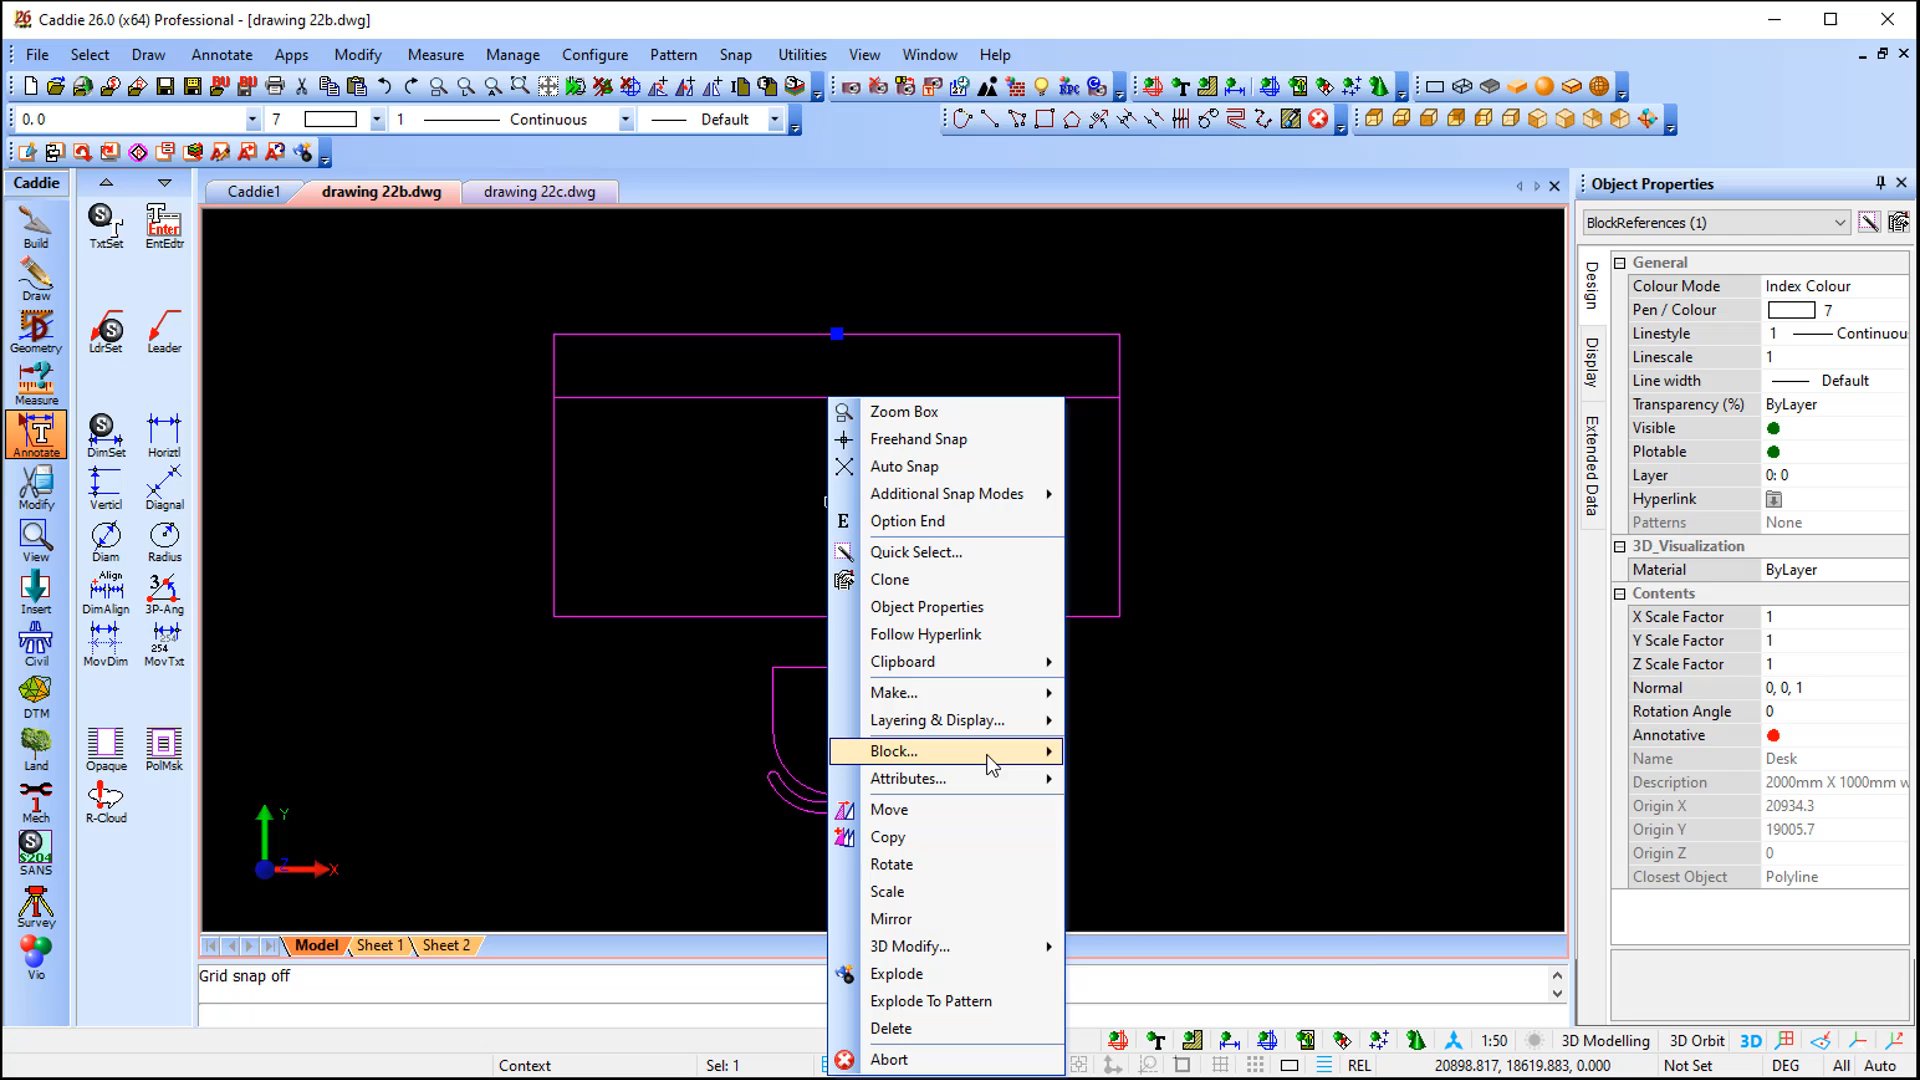 Caddie 26.0 (x64) Professional - [drawing 22b.dwg]
File Select Draw Annotate Apps Modify Measure Manage Configure Pattern Snap Utilities View Window Help
0. 0 7 1 Continuous Default
Caddie
Caddie1 drawing 22b.dwg drawing 22c.dwg
Build
Draw
Geometry
Measure
Annotate
Modify
View
Insert
Civil
DTM
Land
Mech
SANS
Survey
Vio
TxtSet EntEdtr
LdrSet Leader
DimSet Horiztl
Verticl Diagnal
Diam Radius
DimAlign 3P-Ang
MovDim MovTxt
Opaque PolMsk
R-Cloud
Zoom Box
Freehand Snap
Auto Snap
Additional Snap Modes
Option End
Quick Select...
Clone
Object Properties
Follow Hyperlink
Clipboard
Make...
Layering & Display...
Block...
Attributes...
Move
Copy
Rotate
Scale
Mirror
3D Modify...
Explode
Explode To Pattern
Delete
Abort
Y
Z
X
Object Properties
BlockReferences (1)
Design
Display
Extended Data
General
Colour Mode Index Colour
Pen / Colour 7
Linestyle 1 Continuou
Linescale 1
Line width Default
Transparency (%) ByLayer
Visible
Plotable
Layer 0: 0
Hyperlink
Patterns None
3D_Visualization
Material ByLayer
Contents
X Scale Factor 1
Y Scale Factor 1
Z Scale Factor 1
Normal 0, 0, 1
Rotation Angle 0
Annotative
Name Desk
Description 2000mm X 1000mm w
Origin X 20934.3
Origin Y 19005.7
Origin Z 0
Closest Object Polyline
Model Sheet 1 Sheet 2
Grid snap off
1:50 3D Modelling 3D Orbit 3D
Context Sel: 1 REL 20898.817, 18619.883, 0.000 Not Set DEG All Auto